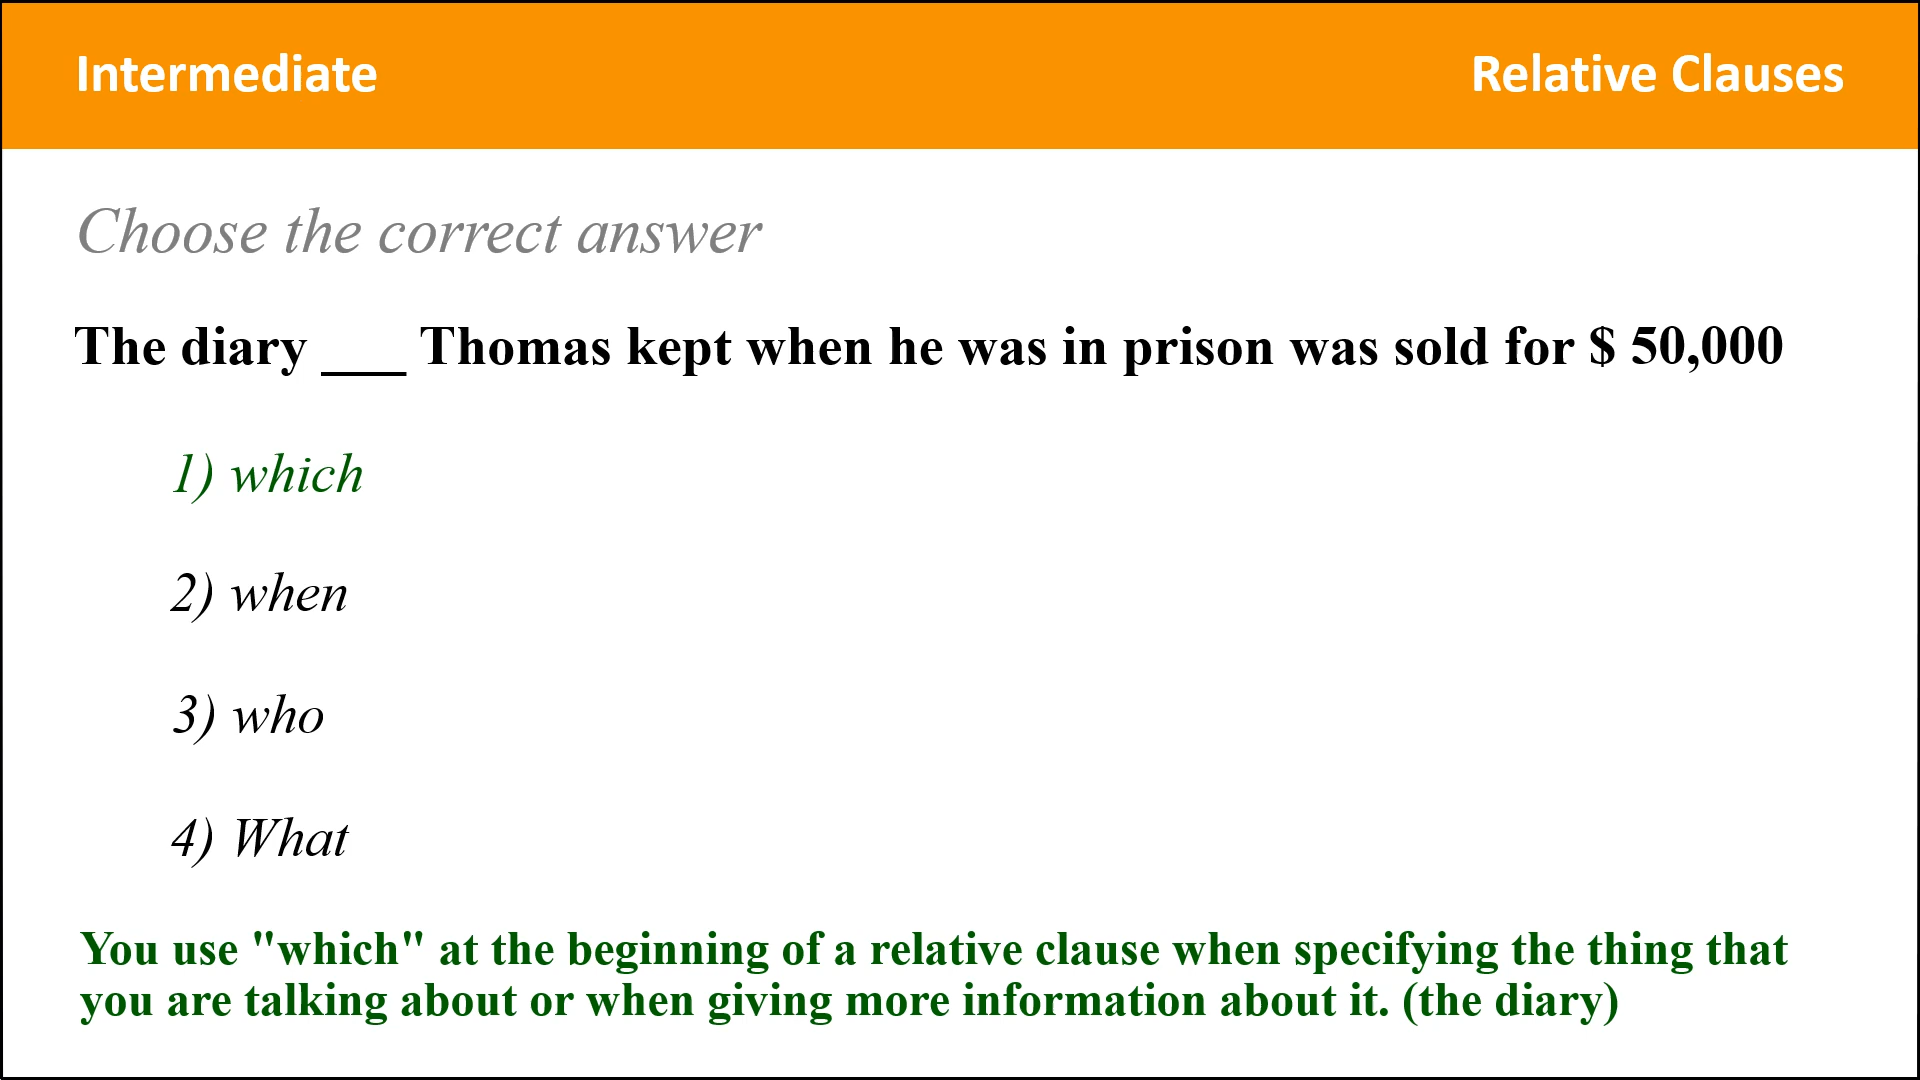 Intermediate
Relative Clauses
Choose the correct answer
The diary ___ Thomas kept when he was in prison was sold for $ 50,000
1) which
2) when
3) who
4) What
You use "which" at the beginning of a relative clause when specifying the thing that
you are talking about or when giving more information about it. (the diary)